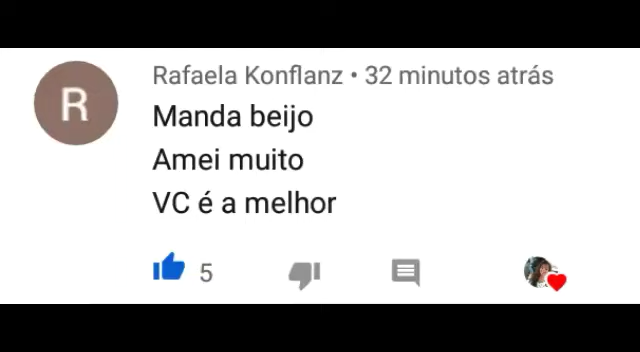 R
Rafaela Konflanz • 32 minutos atrás
Manda beijo
Amei muito
VC é a melhor
5